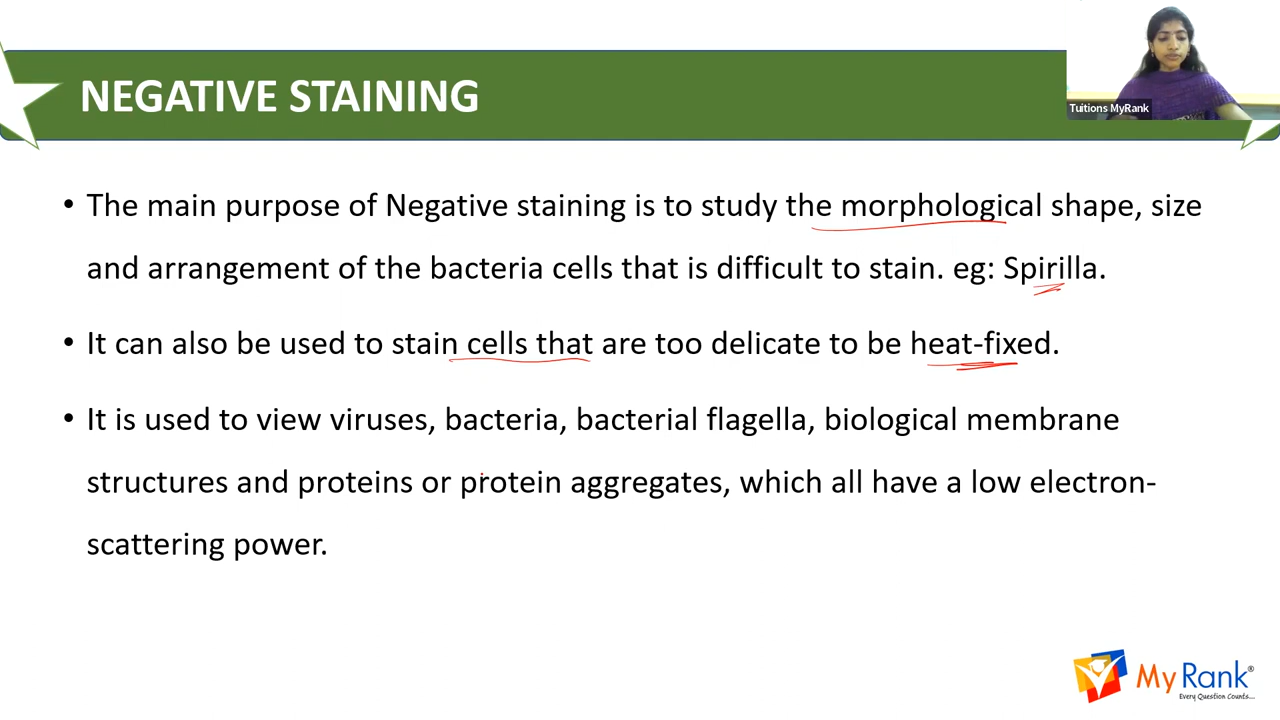 NEGATIVE STAINING
Tuitions MyRank
• The main purpose of Negative staining is to study the morphological shape, size
and arrangement of the bacteria cells that is difficult to stain. eg: Spirilla.
• It can also be used to stain cells that are too delicate to be heat-fixed.
• It is used to view viruses, bacteria, bacterial flagella, biological membrane
structures and proteins or protein aggregates, which all have a low electron-
scattering power.
My Rank®
Every Question Counts...